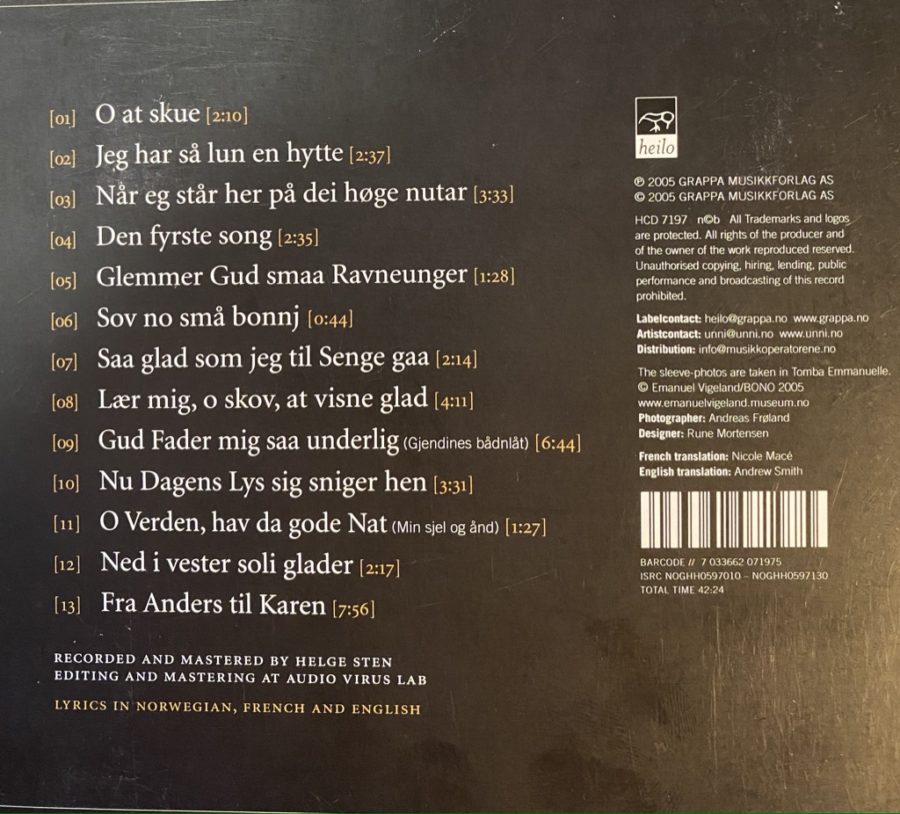 [01] O at skue [2:10]
[02] Jeg har så lun en hytte [2:37]
[03] Når eg står her på dei høge nutar [3:33]
[04] Den fyrste song [2:35]
[05] Glemmer Gud smaa Ravneunger [1:28]
[06] Sov no små bonnj [0:44]
[07] Saa glad som jeg til Senge gaa [2:14]
[08] Lær mig, o skov, at visne glad [4:11]
[09] Gud Fader mig saa underlig (Gjendines bådnlåt) [6:44]
[10] Nu Dagens Lys sig sniger hen [3:31]
[11] O Verden, hav da gode Nat (Min sjel og ånd) [1:27]
[12] Ned i vester soli glader [2:17]
[13] Fra Anders til Karen [7:56]
RECORDED AND MASTERED BY HELGE STEN
EDITING AND MASTERING AT AUDIO VIRUS LAB
LYRICS IN NORWEGIAN, FRENCH AND ENGLISH
heilo
℗ 2005 GRAPPA MUSIKKFORLAG AS
© 2005 GRAPPA MUSIKKFORLAG AS
HCD 7197 n©b All Trademarks and logos
are protected. All rights of the producer and
of the owner of the work reproduced reserved.
Unauthorised copying, hiring, lending, public
performance and broadcasting of this record
prohibited.
Labelcontact: heilo@grappa.no www.grappa.no
Artistcontact: unni@unni.no www.unni.no
Distribution: info@musikkoperatorene.no
The sleeve-photos are taken in Tomba Emmanuelle.
© Emanuel Vigeland/BONO 2005
www.emanuelvigeland.museum.no
Photographer: Andreas Frøland
Designer: Rune Mortensen
French translation: Nicole Macé
English translation: Andrew Smith
BARCODE // 7 033662 071975
ISRC NOGHH0597010 – NOGHH0597130
TOTAL TIME 42:24